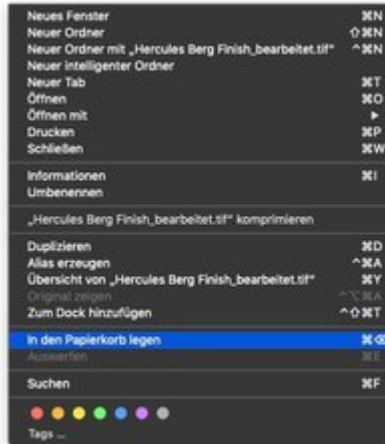 Neues Fenster ⌘N
Neuer Ordner ⇧⌘N
Neuer Ordner mit „Hercules Berg Finish_bearbeitet.tif“ ^⌘N
Neuer intelligenter Ordner
Neuer Tab ⌘T
Öffnen ⌘O
Öffnen mit ▶
Drucken ⌘P
Schließen ⌘W
Informationen ⌘I
Umbenennen
„Hercules Berg Finish_bearbeitet.tif“ komprimieren
Duplizieren ⌘D
Alias erzeugen ^⌘A
Übersicht von „Hercules Berg Finish_bearbeitet.tif“ ⌘Y
Original zeigen ^⌥⌘A
Zum Dock hinzufügen ^⇧⌘T
In den Papierkorb legen ⌘⌫
Auswerfen ⌘E
Suchen ⌘F
Tags ...